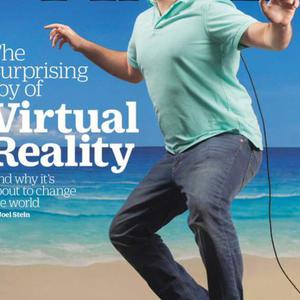 The
urprising
oy of
Virtual
Reality
nd why it's
bout to change
e world
Joel Stein